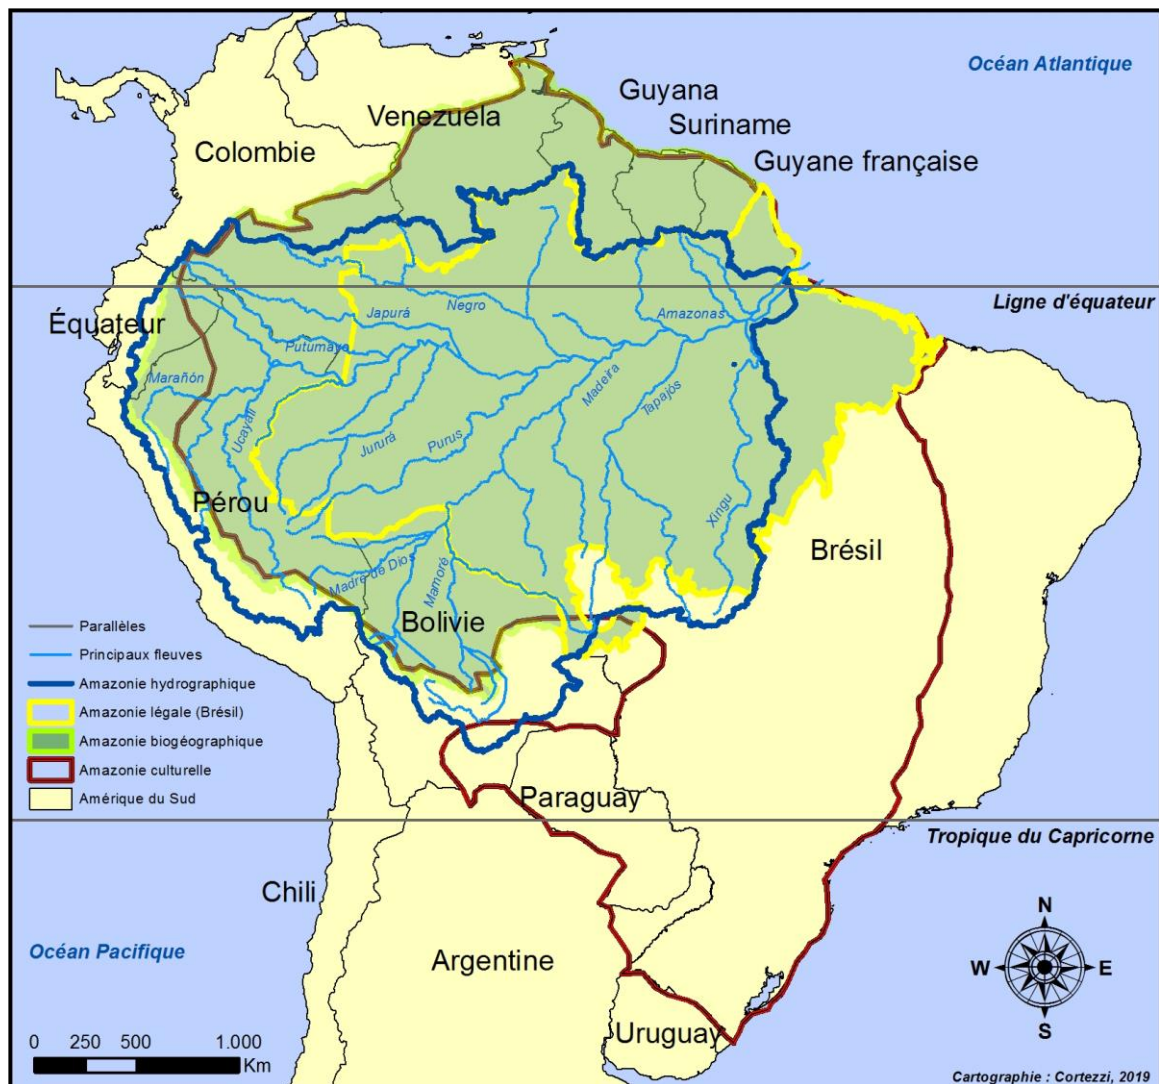 Océan Atlantique
Guyana
Suriname
Guyane française
Venezuela
Colombie
Ligne d'équateur
Équateur
Negro
Japurá
Amazonas
Putumayo
Marañón
Madeira
Tapajós
Ucayali
Jururá
Purus
Xingu
Pérou
Brésil
Madre de Dios
Mamoré
Bolivie
Parallèles
Principaux fleuves
Amazonie hydrographique
Amazonie légale (Brésil)
Amazonie biogéographique
Amazonie culturelle
Amérique du Sud
Paraguay
Tropique du Capricorne
Chili
Océan Pacifique
Argentine
Uruguay
N
W
E
S
0 250 500 1.000
Km
Cartographie : Cortezzi, 2019